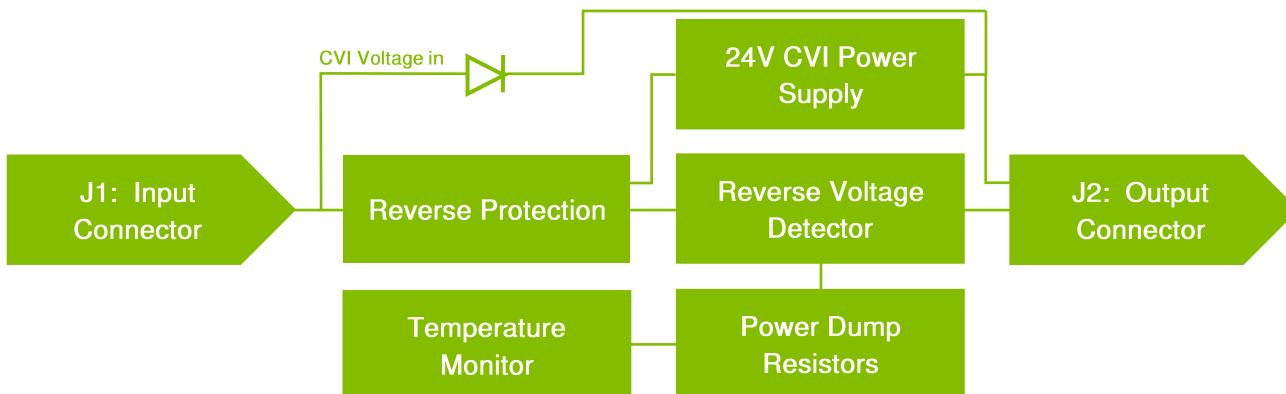 CVI Voltage in
24V CVI Power
Supply
J1: Input
Connector
Reverse Protection
Reverse Voltage
Detector
J2: Output
Connector
Temperature
Monitor
Power Dump
Resistors